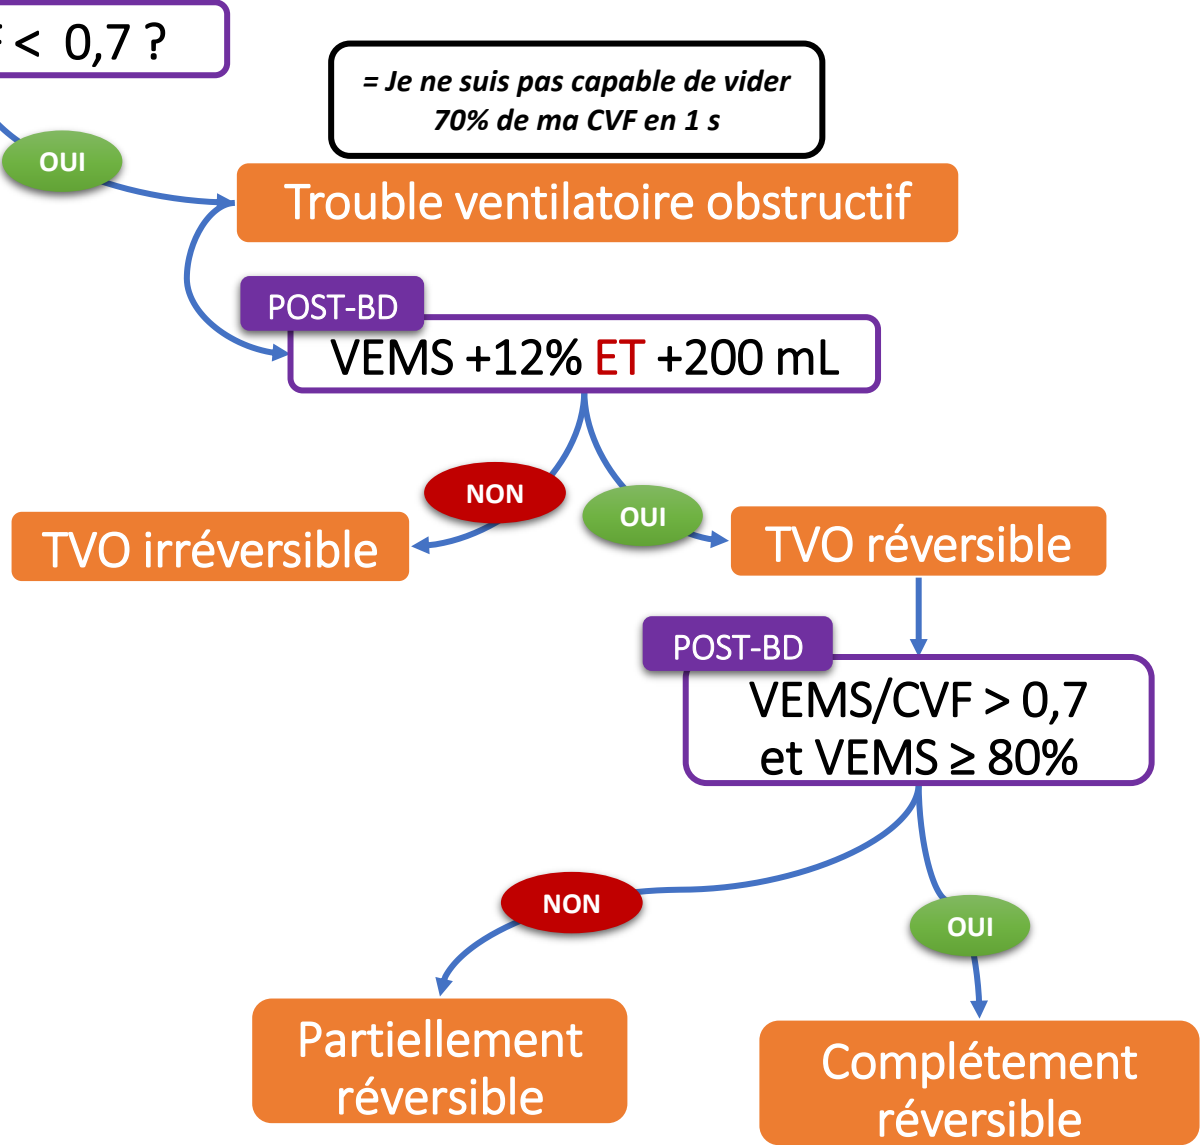 < 0,7 ?
= Je ne suis pas capable de vider
70% de ma CVF en 1 s
OUI
Trouble ventilatoire obstructif
POST-BD
VEMS +12% ET +200 mL
NON
OUI
TVO irréversible
TVO réversible
POST-BD
VEMS/CVF > 0,7
et VEMS ≥ 80%
NON
OUI
Partiellement
réversible
Complétement
réversible